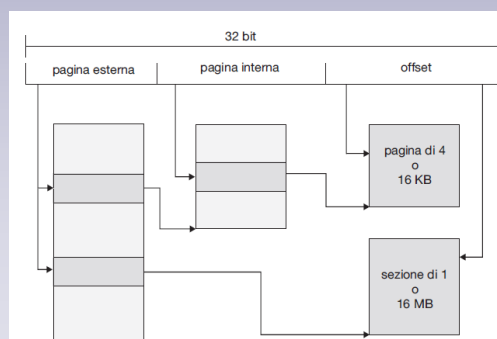 32 bit
pagina esterna
pagina interna
offset
pagina di 4
o
16 KB
sezione di 1
o
16 MB